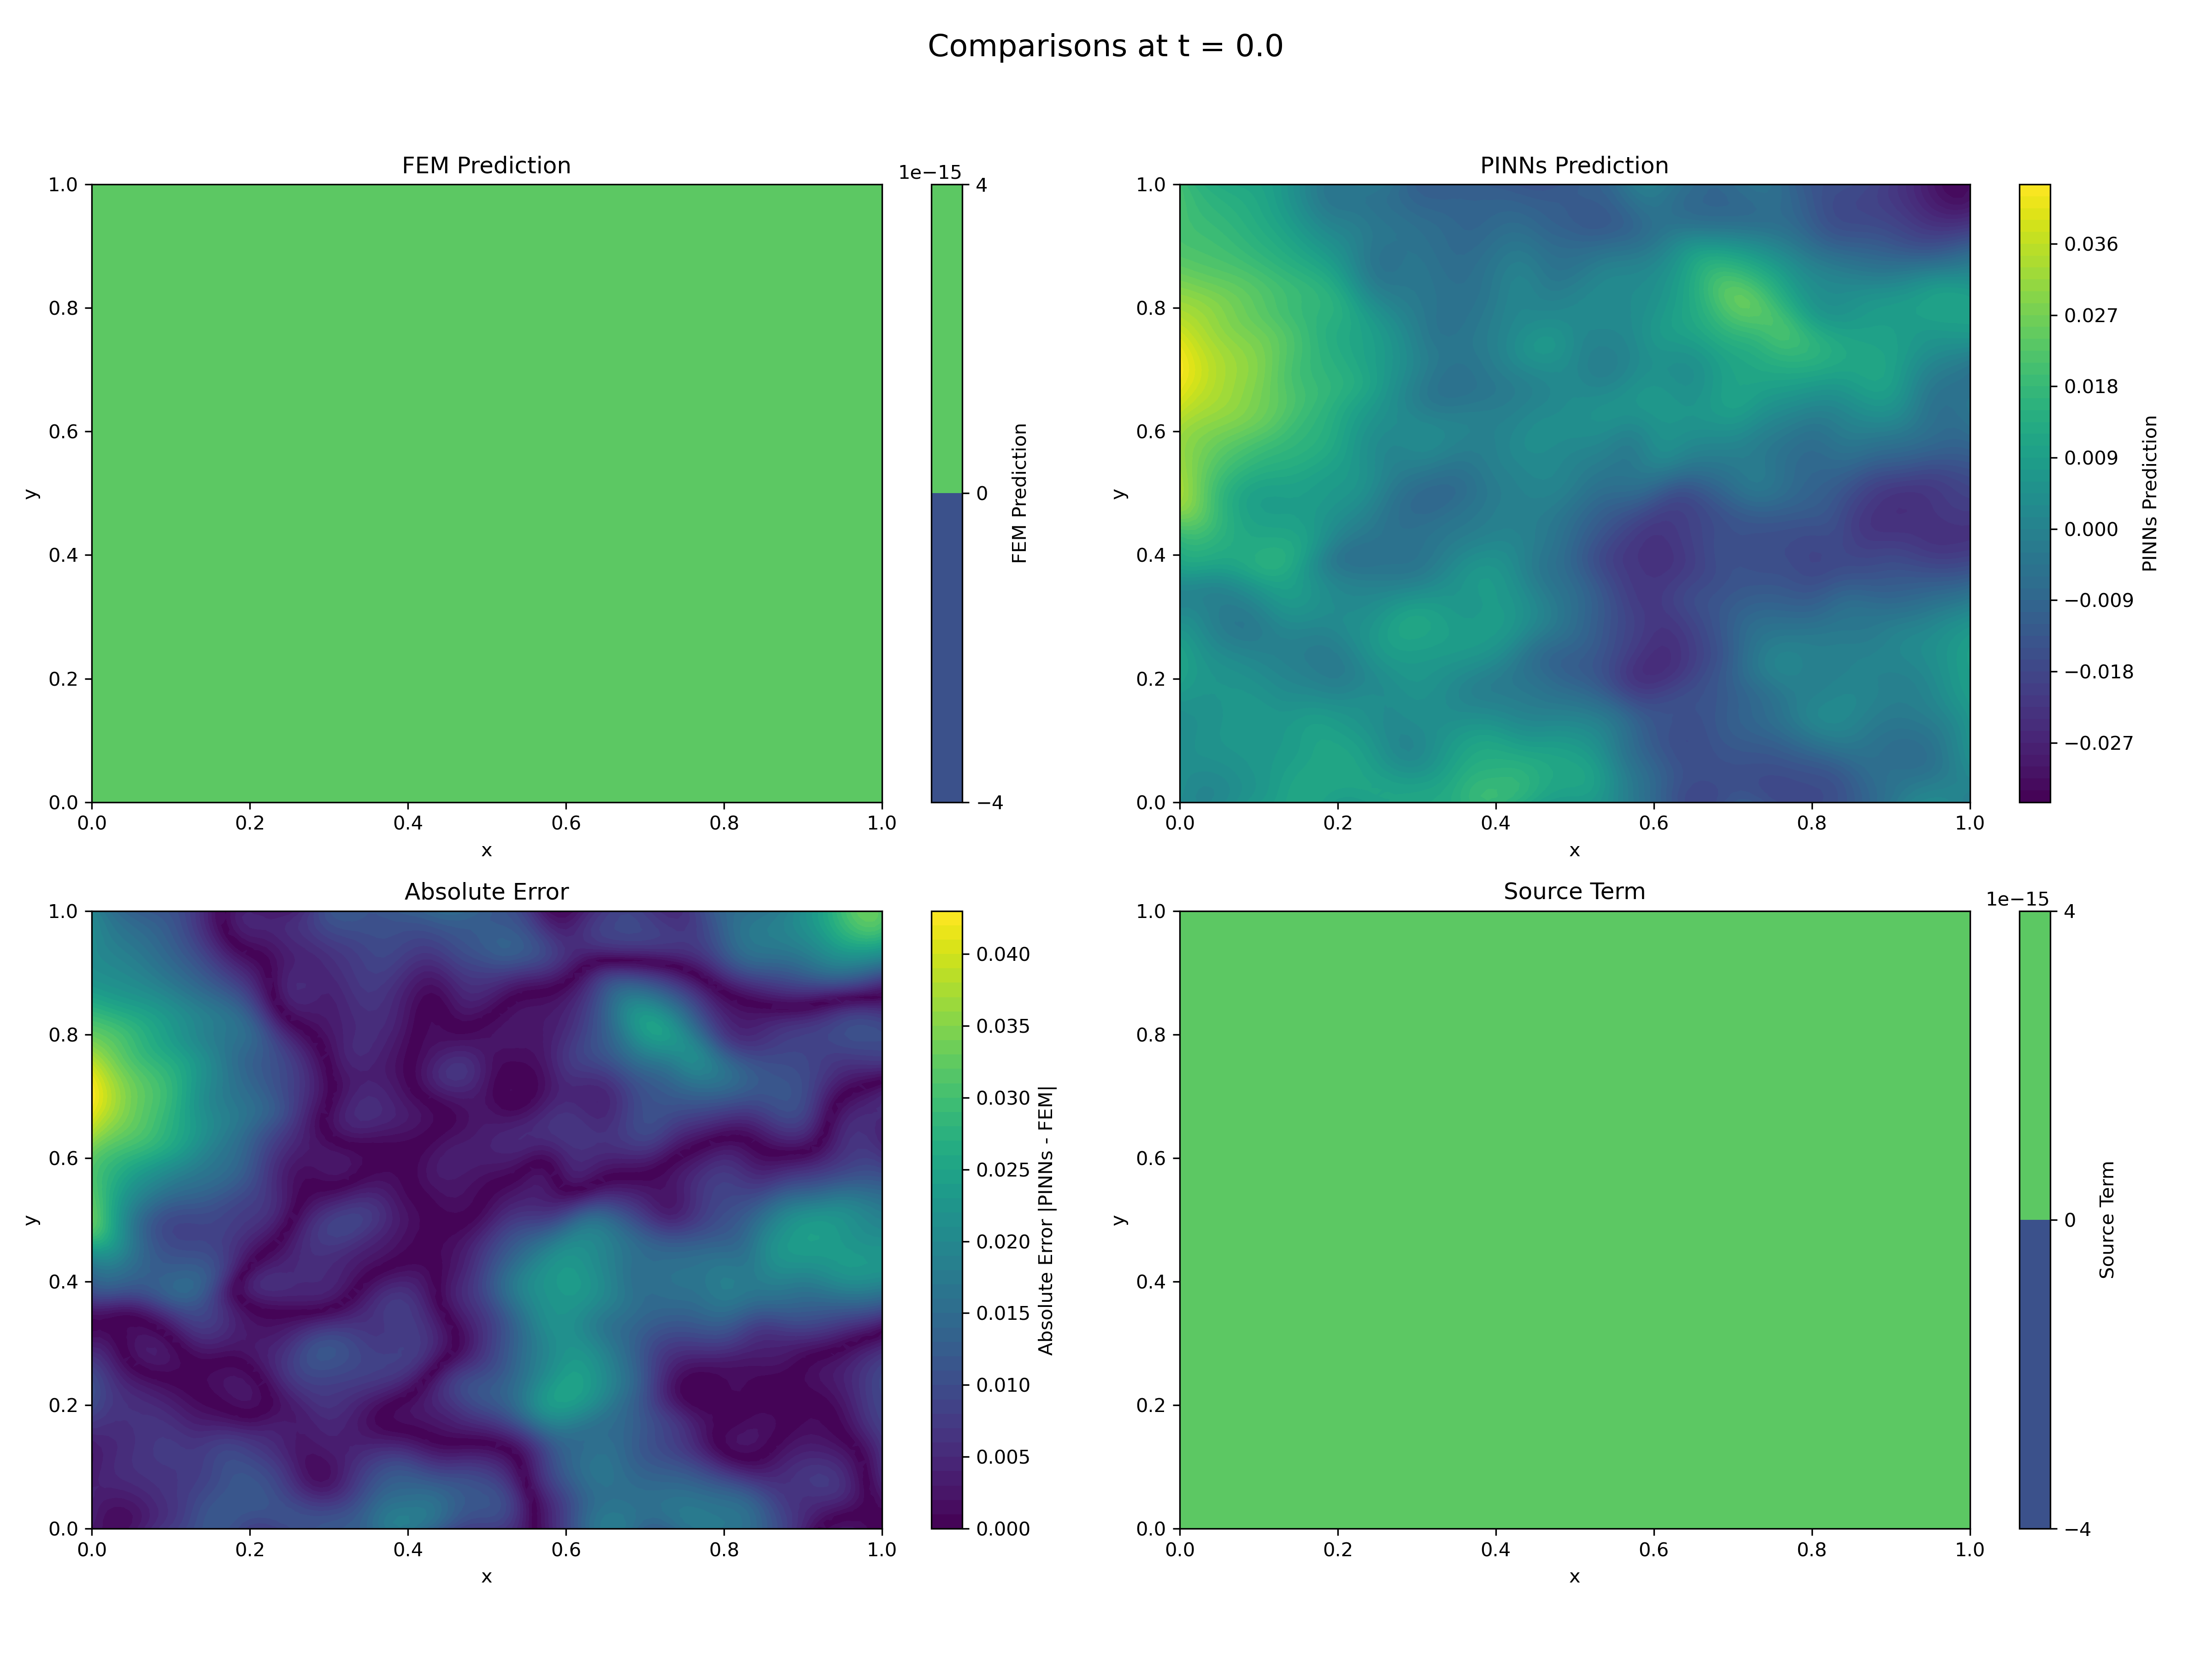 Comparisons at t = 0.0
FEM Prediction
1e−15
1.0
0.8
0.6
0.4
0.2
0.0
y
0.0 0.2 0.4 0.6 0.8 1.0
x
4
0
−4
FEM Prediction
PINNs Prediction
1.0
0.8
0.6
0.4
0.2
0.0
y
0.0 0.2 0.4 0.6 0.8 1.0
x
0.036
0.027
0.018
0.009
0.000
−0.009
−0.018
−0.027
PINNs Prediction
Absolute Error
1.0
0.8
0.6
0.4
0.2
0.0
y
0.0 0.2 0.4 0.6 0.8 1.0
x
0.040
0.035
0.030
0.025
0.020
0.015
0.010
0.005
0.000
Absolute Error |PINNs - FEM|
Source Term
1e−15
1.0
0.8
0.6
0.4
0.2
0.0
y
0.0 0.2 0.4 0.6 0.8 1.0
x
4
0
−4
Source Term